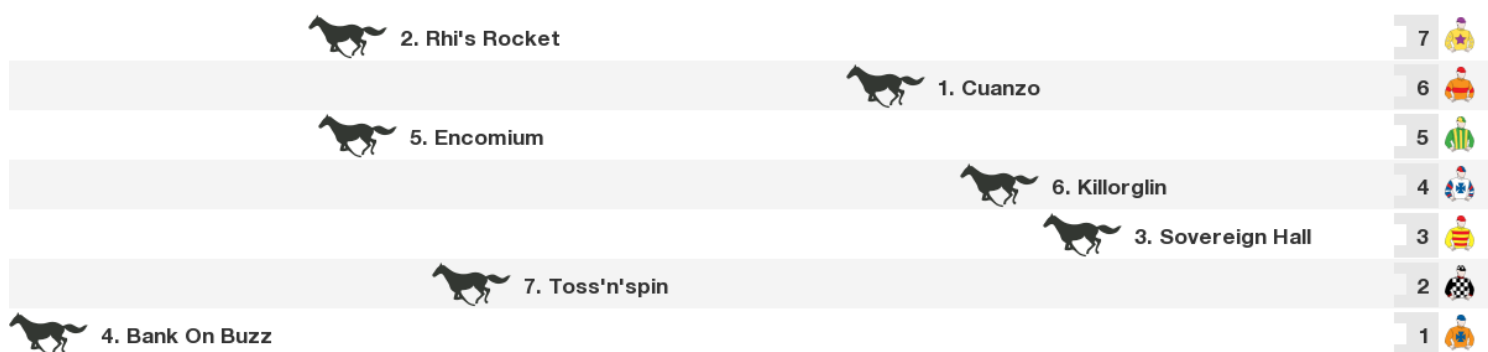 2. Rhi's Rocket 7
1. Cuanzo 6
5. Encomium 5
6. Killorglin 4
3. Sovereign Hall 3
7. Toss'n'spin 2
4. Bank On Buzz 1